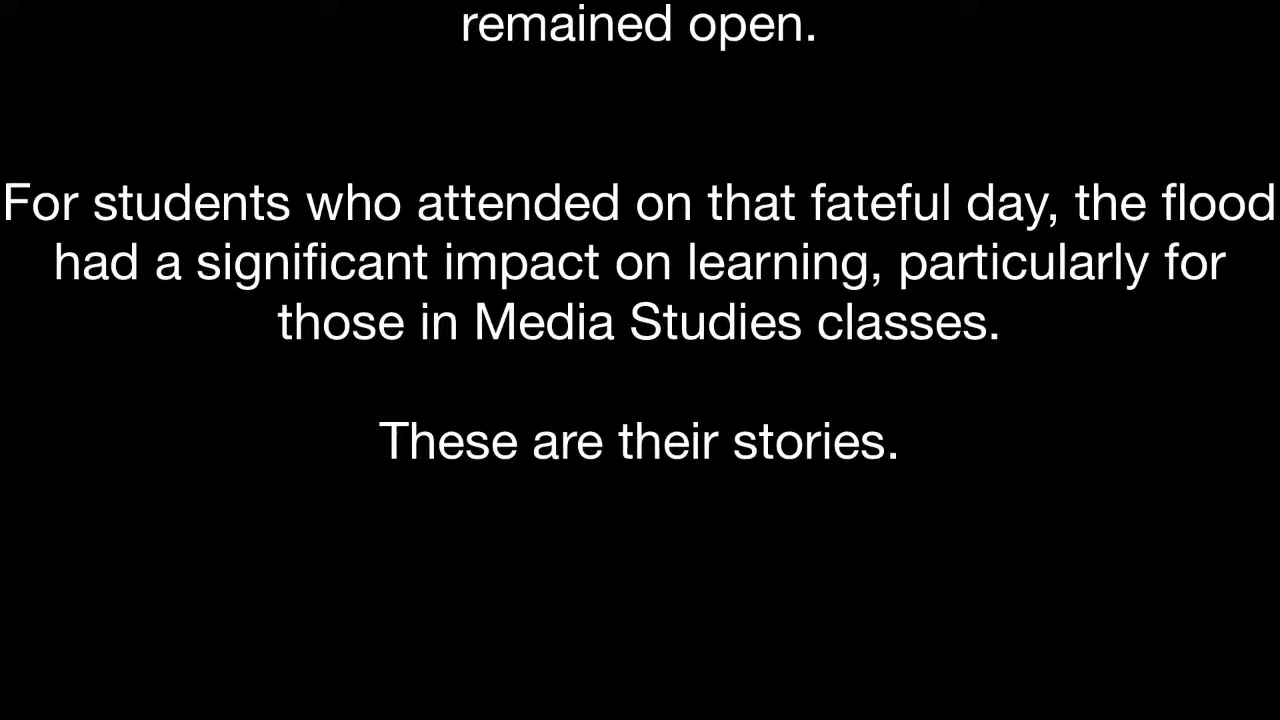 remained open.
For students who attended on that fateful day, the flood
had a significant impact on learning, particularly for
those in Media Studies classes.
These are their stories.